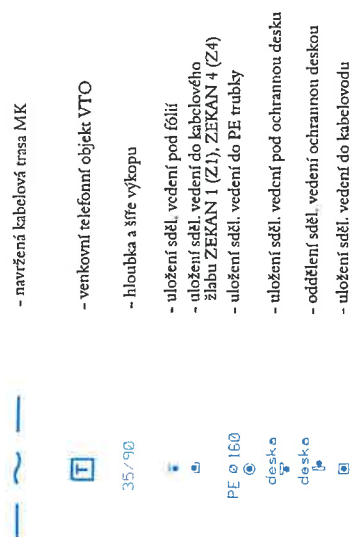 - navržená kabelová trasa MK
T - venkovní telefonní objekt VTO
35/90 - hloubka a šíře výkopu
- uložení sděl. vedení pod fólií
- uložení sděl. vedení do kabelového
žlabu ZEKAN 1 (Z1), ZEKAN 4 (Z4)
PE ø 160 - uložení sděl. vedení do PE trubky
deska - uložení sděl. vedení pod ochrannou desku
deska - oddělení sděl. vedení ochrannou deskou
- uložení sděl. vedení do kabelovodu